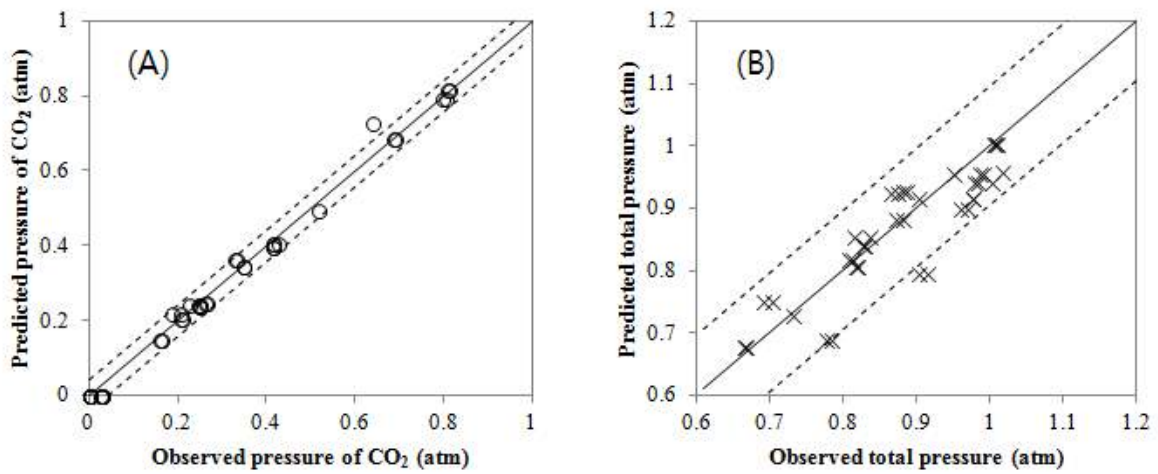 (A)
Predicted pressure of CO₂ (atm)
1
0.8
0.6
0.4
0.2
0
0 0.2 0.4 0.6 0.8 1
Observed pressure of CO₂ (atm)
(B)
Predicted total pressure (atm)
1.2
1.1
1
0.9
0.8
0.7
0.6
0.6 0.7 0.8 0.9 1 1.1 1.2
Observed total pressure (atm)